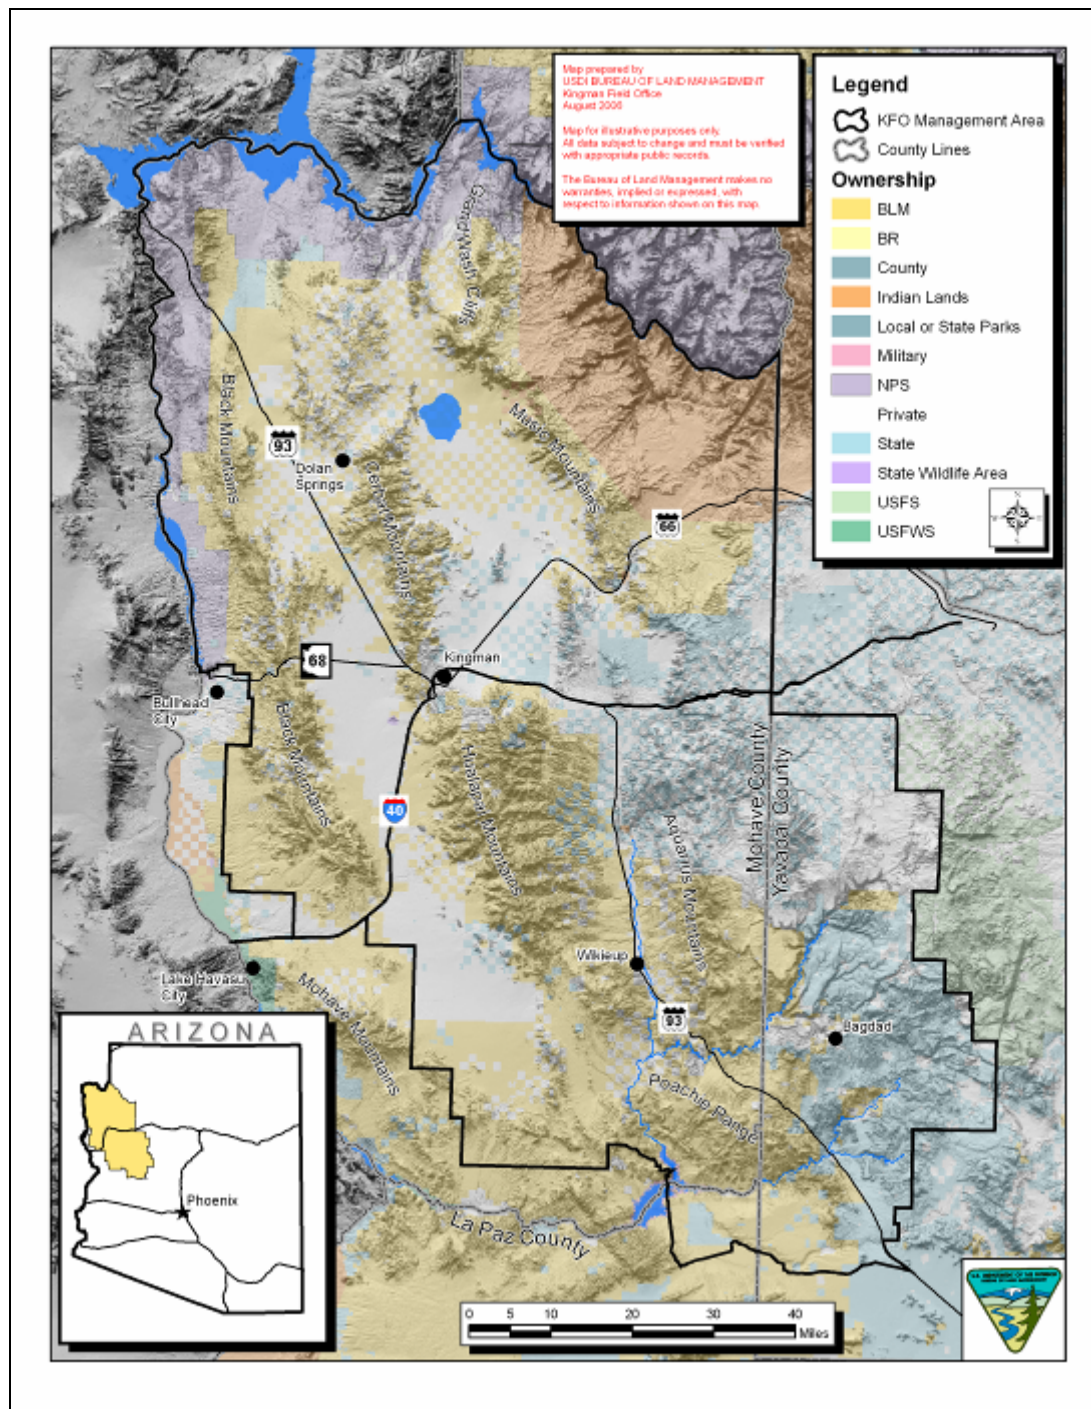 Map prepared by
USDI BUREAU OF LAND MANAGEMENT
Kingman Field Office
August 2006
Map for illustrative purposes only.
All data subject to change and must be verified
with appropriate public records.
The Bureau of Land Management makes no
warranties, implied or expressed, with
respect to information shown on this map.
Legend
KFO Management Area
County Lines
Ownership
BLM
BR
County
Indian Lands
Local or State Parks
Military
NPS
Private
State
State Wildlife Area
USFS
USFWS
N
Grand Wash Cliffs
Black Mountains
93
Dolan
Springs
Cerbat Mountains
Music Mountains
66
68
Kingman
Bullhead
City
Black Mountains
40
Hualapai Mountains
Aquarius Mountains
Mohave County
Yavapai County
Wikieup
Lake Havasu
City
Mohave Mountains
93
Bagdad
Poachie Range
La Paz County
ARIZONA
Phoenix
0 5 10 20 30 40
Miles